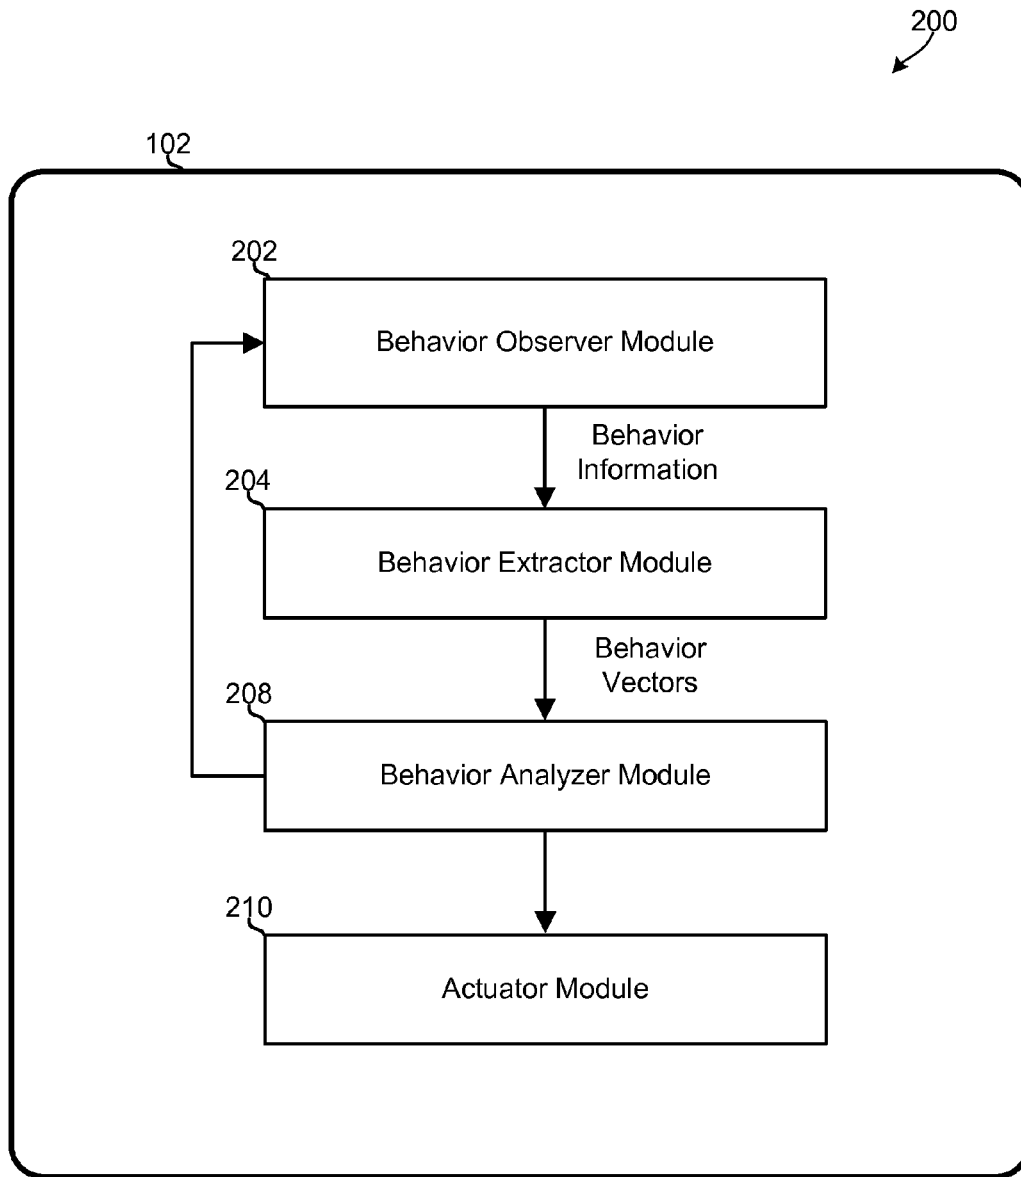 200
102
202
Behavior Observer Module
Behavior
Information
204
Behavior Extractor Module
Behavior
Vectors
208
Behavior Analyzer Module
210
Actuator Module